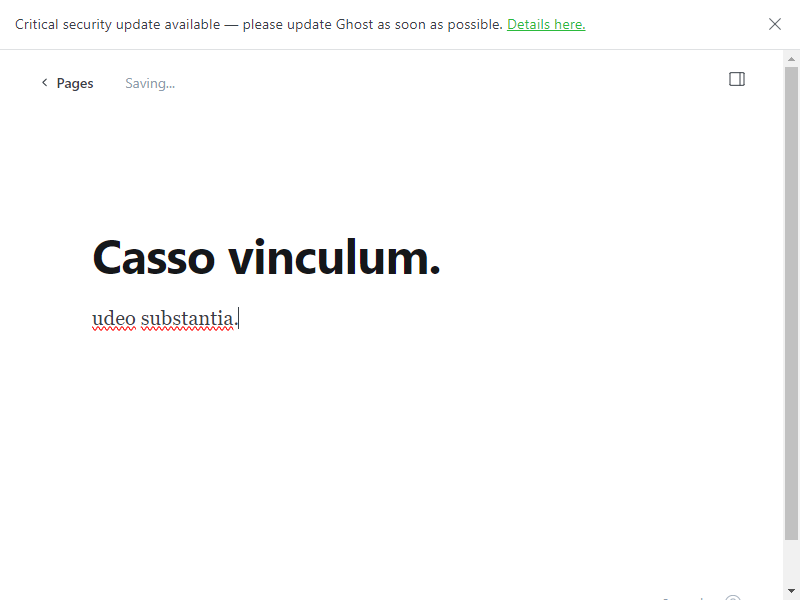 Critical security update available — please update Ghost as soon as possible. Details here.
Pages
Saving...
Casso vinculum.
udeo substantia.